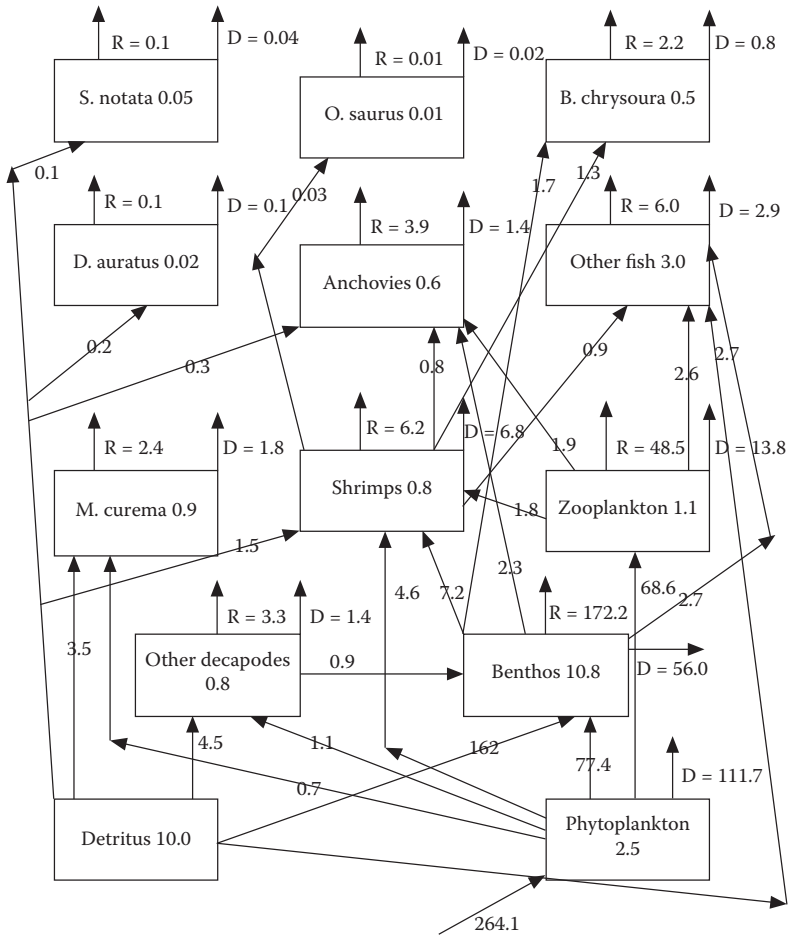 R = 0.1
D = 0.04
S. notata 0.05
R = 0.01
D = 0.02
O. saurus 0.01
R = 2.2
D = 0.8
B. chrysoura 0.5
0.1
R = 0.1
D = 0.1
D. auratus 0.02
0.03
R = 3.9
D = 1.4
Anchovies 0.6
1.7
1.3
R = 6.0
D = 2.9
Other fish 3.0
0.2
0.3
0.8
0.9
2.6
2.7
R = 2.4
D = 1.8
M. curema 0.9
R = 6.2
D = 6.8
Shrimps 0.8
1.9
R = 48.5
D = 13.8
Zooplankton 1.1
1.8
1.5
4.6
7.2
2.3
68.6
2.7
3.5
R = 3.3
D = 1.4
Other decapodes
0.8
0.9
R = 172.2
Benthos 10.8
D = 56.0
4.5
1.1
162
77.4
0.7
D = 111.7
Detritus 10.0
Phytoplankton
2.5
264.1